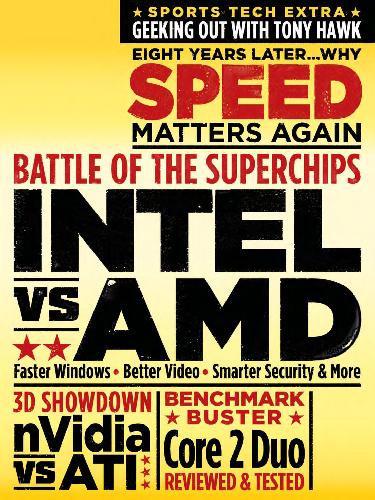 ★ SPORTS TECH EXTRA ★
GEEKING OUT WITH TONY HAWK
EIGHT YEARS LATER...WHY
SPEED
MATTERS AGAIN
BATTLE OF THE SUPERCHIPS
INTEL
VS AMD
★★
Faster Windows • Better Video • Smarter Security & More
3D SHOWDOWN
nVidia
VS ATI
BENCHMARK
★ BUSTER ★
Core 2 Duo
REVIEWED & TESTED